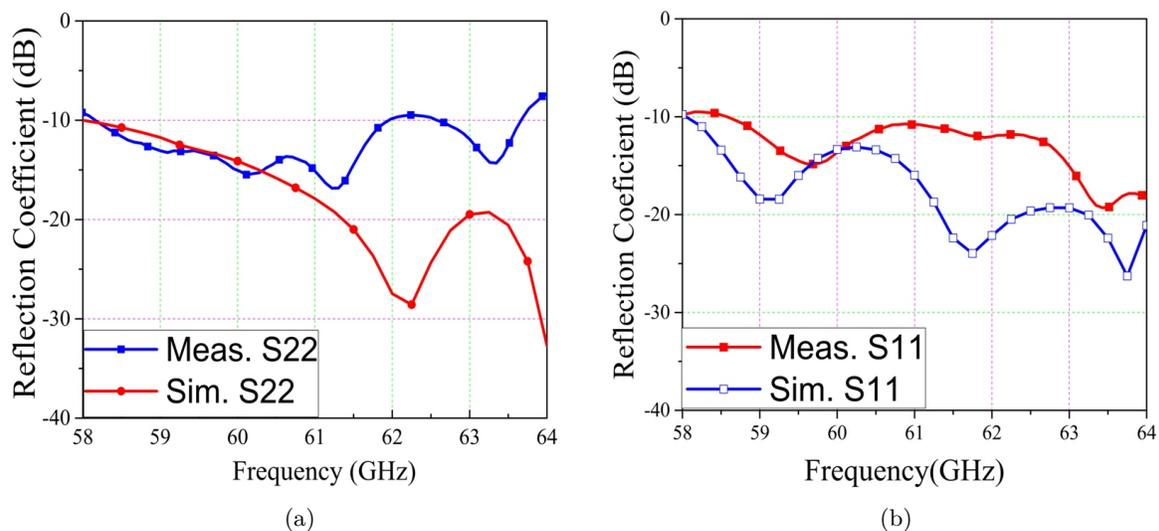 Reflection Coefficient (dB)
0
-10
-20
-30
-40
Meas. S22
Sim. S22
58 59 60 61 62 63 64
Frequency (GHz)
(a)
Reflection Coeficient (dB)
0
-10
-20
-30
-40
Meas. S11
Sim. S11
58 59 60 61 62 63 64
Frequency(GHz)
(b)